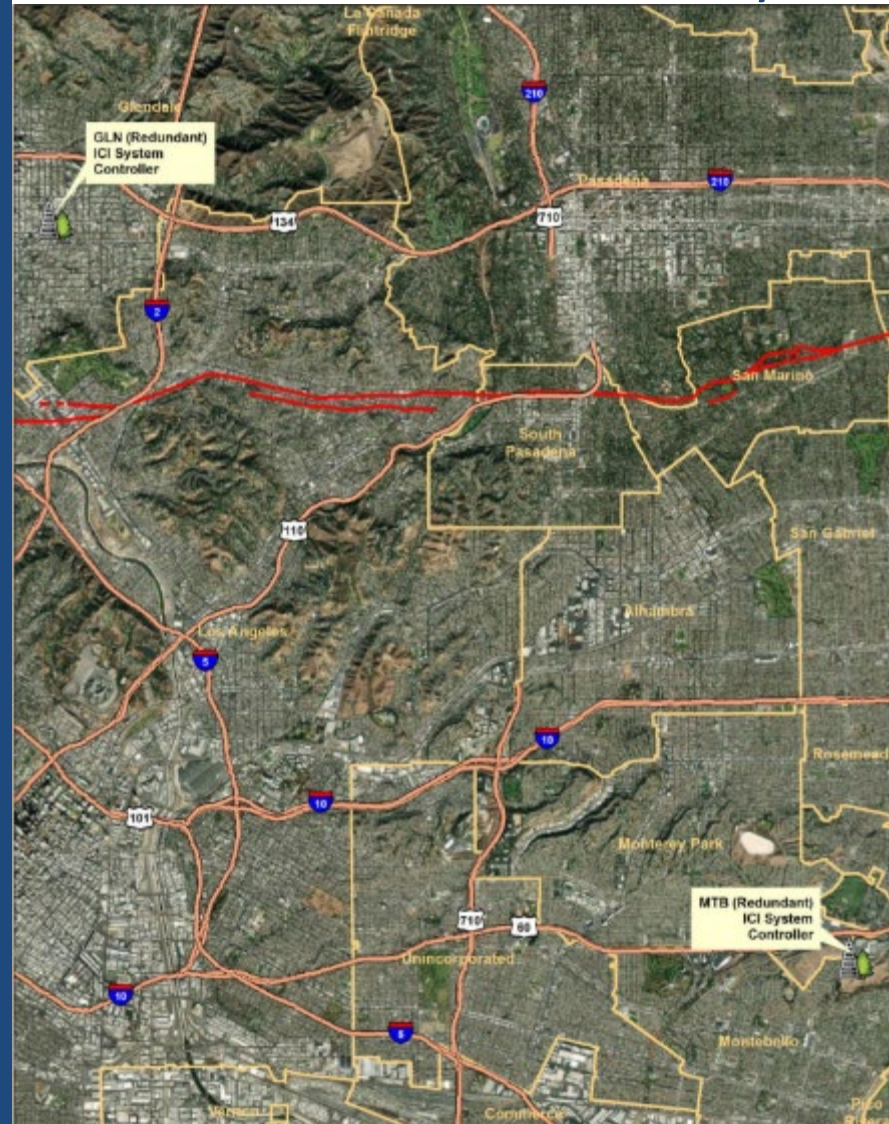 La Canada
Flintridge
210
Glendale
GLN (Redundant)
ICI System
Controller
Pasadena
210
134
710
2
San Marino
South
Pasadena
110
San Gabriel
Alhambra
Los Angeles
5
10
Rosemead
10
101
Monterey Park
MTB (Redundant)
ICI System
Controller
710
60
Unincorporated
10
5
Montebello
Vernon
Commerce
Pico